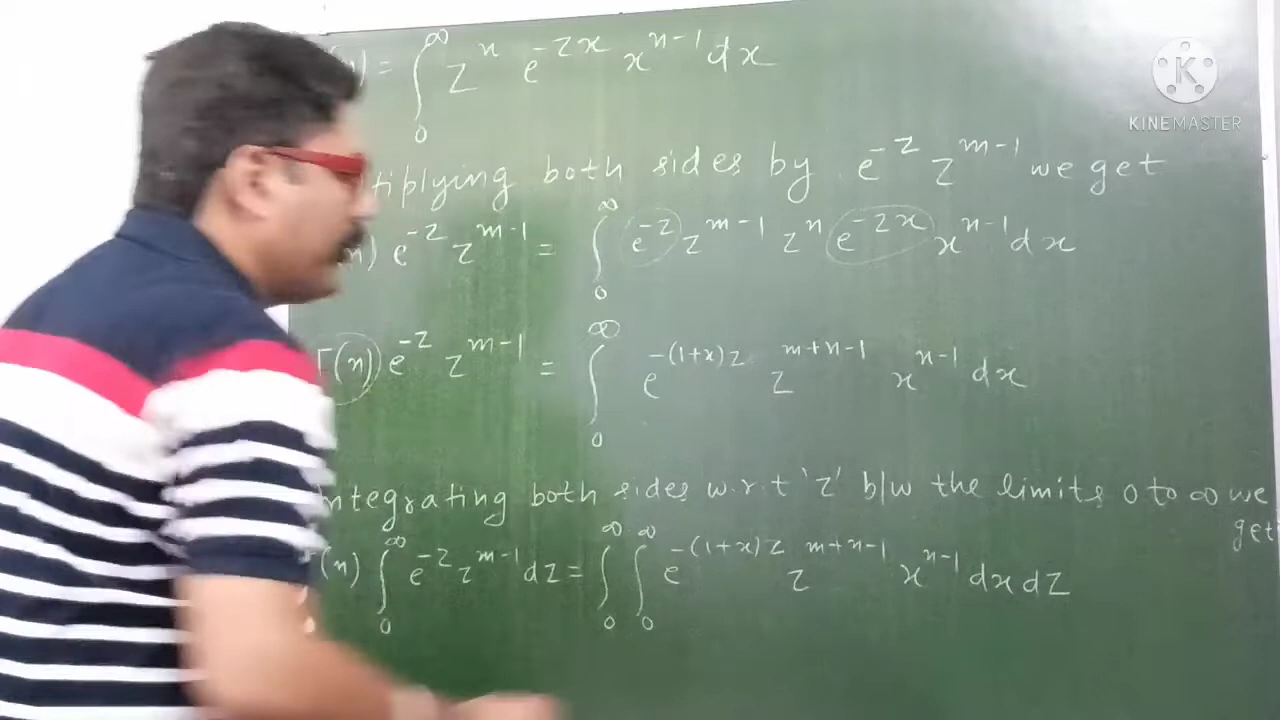 ) = ∫₀^∞ z^n e^{-zx} x^{n-1} dx
KINEMASTER
tiplying both sides by e^{-z} z^{m-1} we get
) e^{-z} z^{m-1} = ∫₀^∞ e^{-z} z^{m-1} z^n e^{-zx} x^{n-1} dx
Γ(n) e^{-z} z^{m-1} = ∫₀^∞ e^{-(1+x)z} z^{m+n-1} x^{n-1} dx
Integrating both sides w.r.t 'z' b/w the limits 0 to ∞ we get
Γ(n) ∫₀^∞ e^{-z} z^{m-1} dz = ∫₀^∞ ∫₀^∞ e^{-(1+x)z} z^{m+n-1} x^{n-1} dx dz